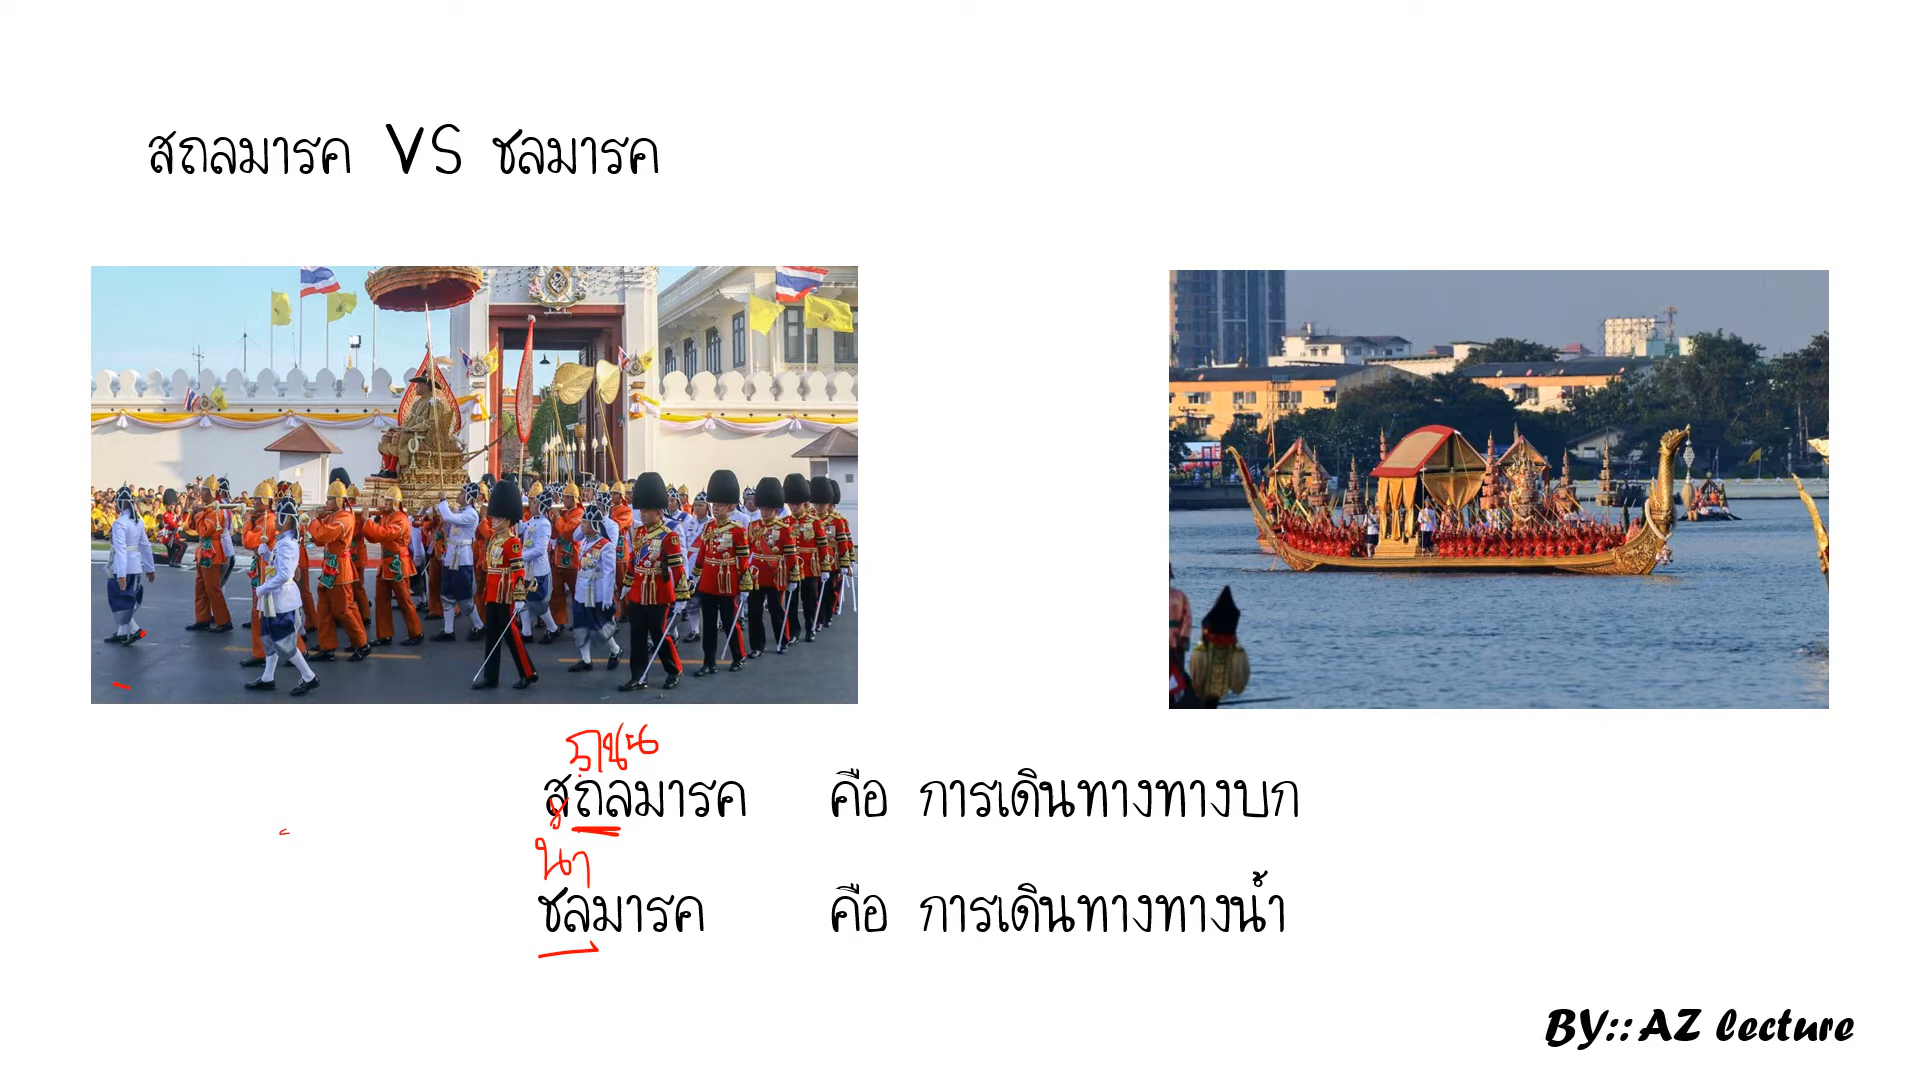 สถลมารค VS ชลมารค
สถลมารค คือ การเดินทางทางบก
น้ำ
ชลมารค คือ การเดินทางทางน้ำ
BY:: AZ lecture